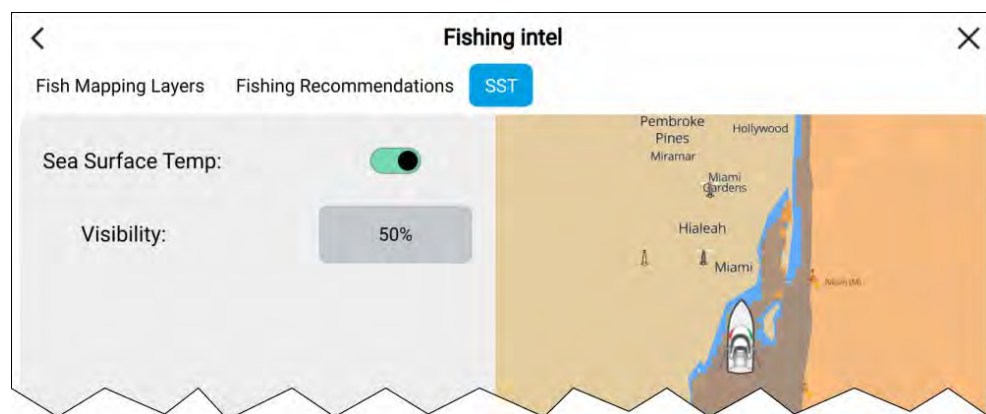 Fishing intel
Fish Mapping Layers Fishing Recommendations SST
Sea Surface Temp:
Visibility:
50%
Pembroke
Pines
Hollywood
Miramar
Miami
Gardens
Hialeah
Miami